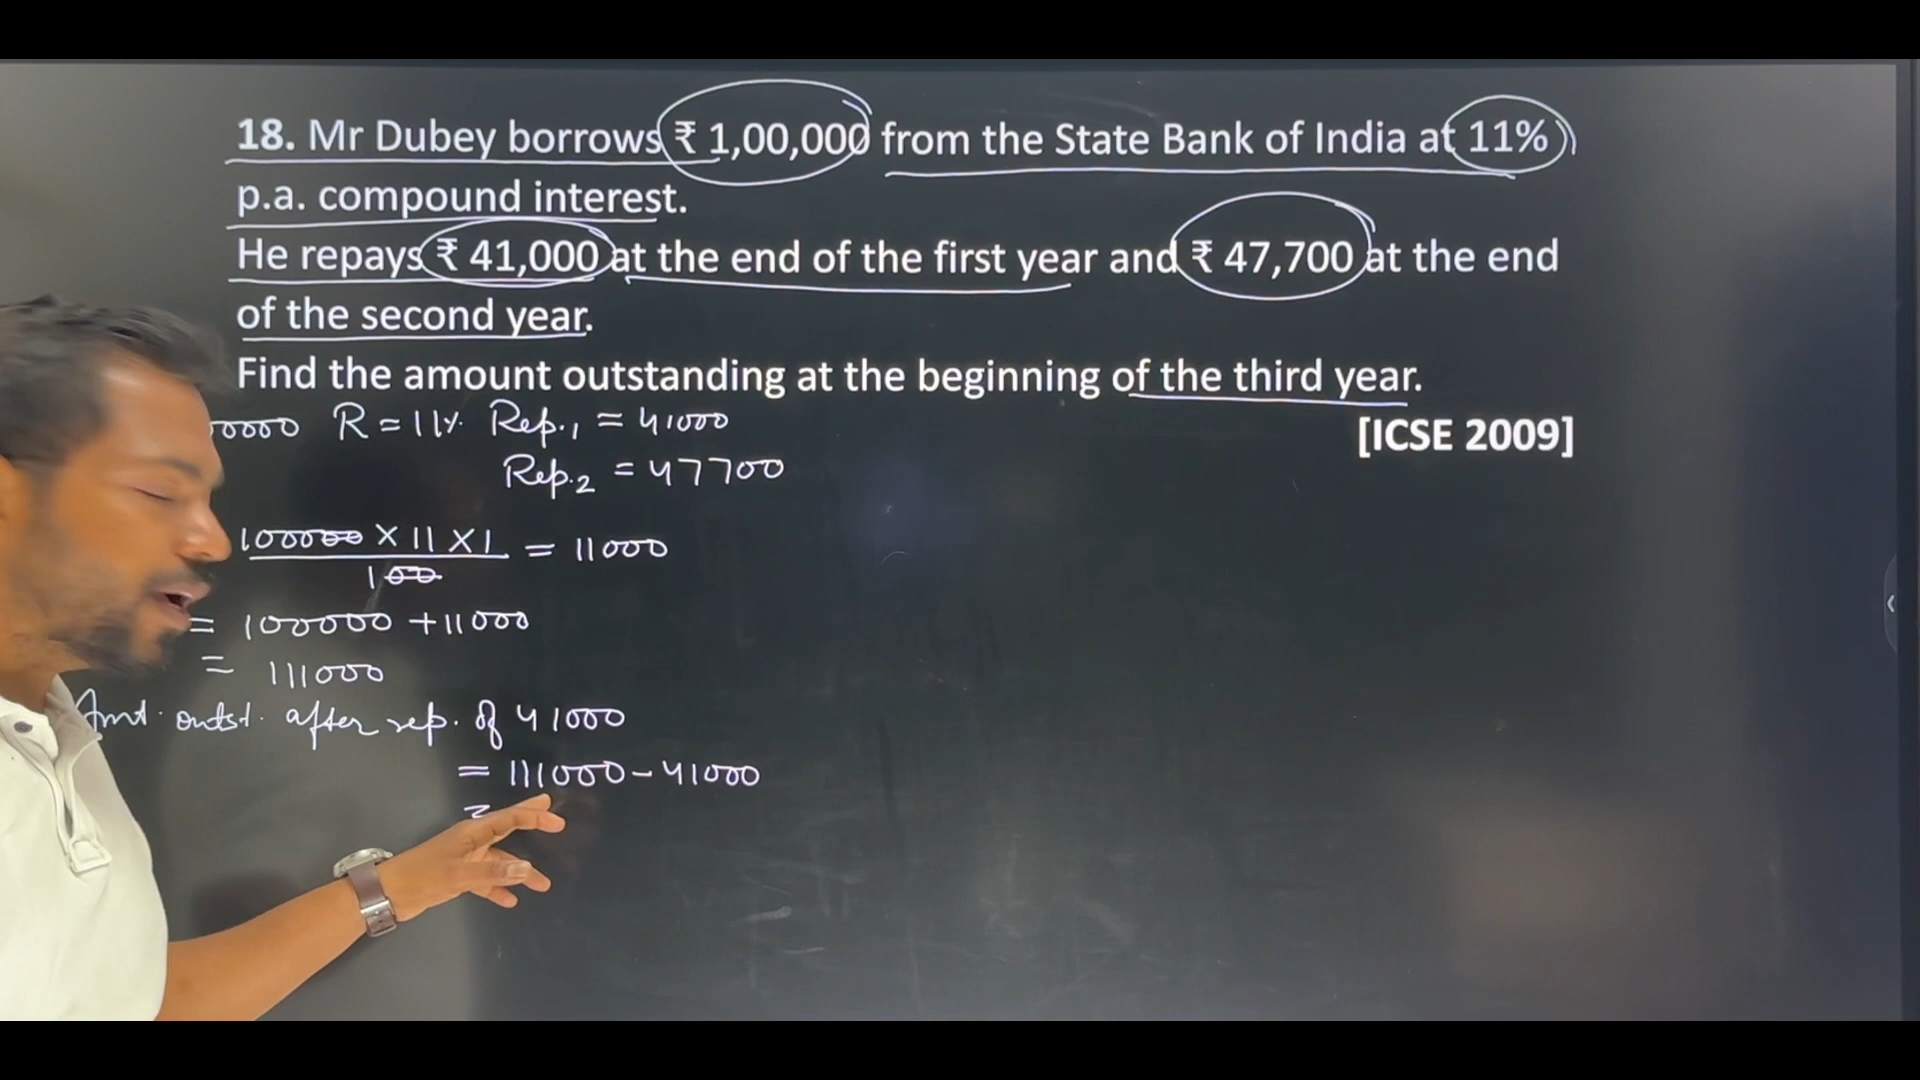 18. Mr Dubey borrows ₹ 1,00,000 from the State Bank of India at 11%
p.a. compound interest.
He repays ₹ 41,000 at the end of the first year and ₹ 47,700 at the end
of the second year.
Find the amount outstanding at the beginning of the third year.
[ICSE 2009]
00000 R = 11% Rep.1 = 41000
Rep.2 = 47700
100000 × 11 × 1 = 11000
100
= 100000 + 11000
= 111000
Amt. outst. after rep. of 41000
= 111000 - 41000
=